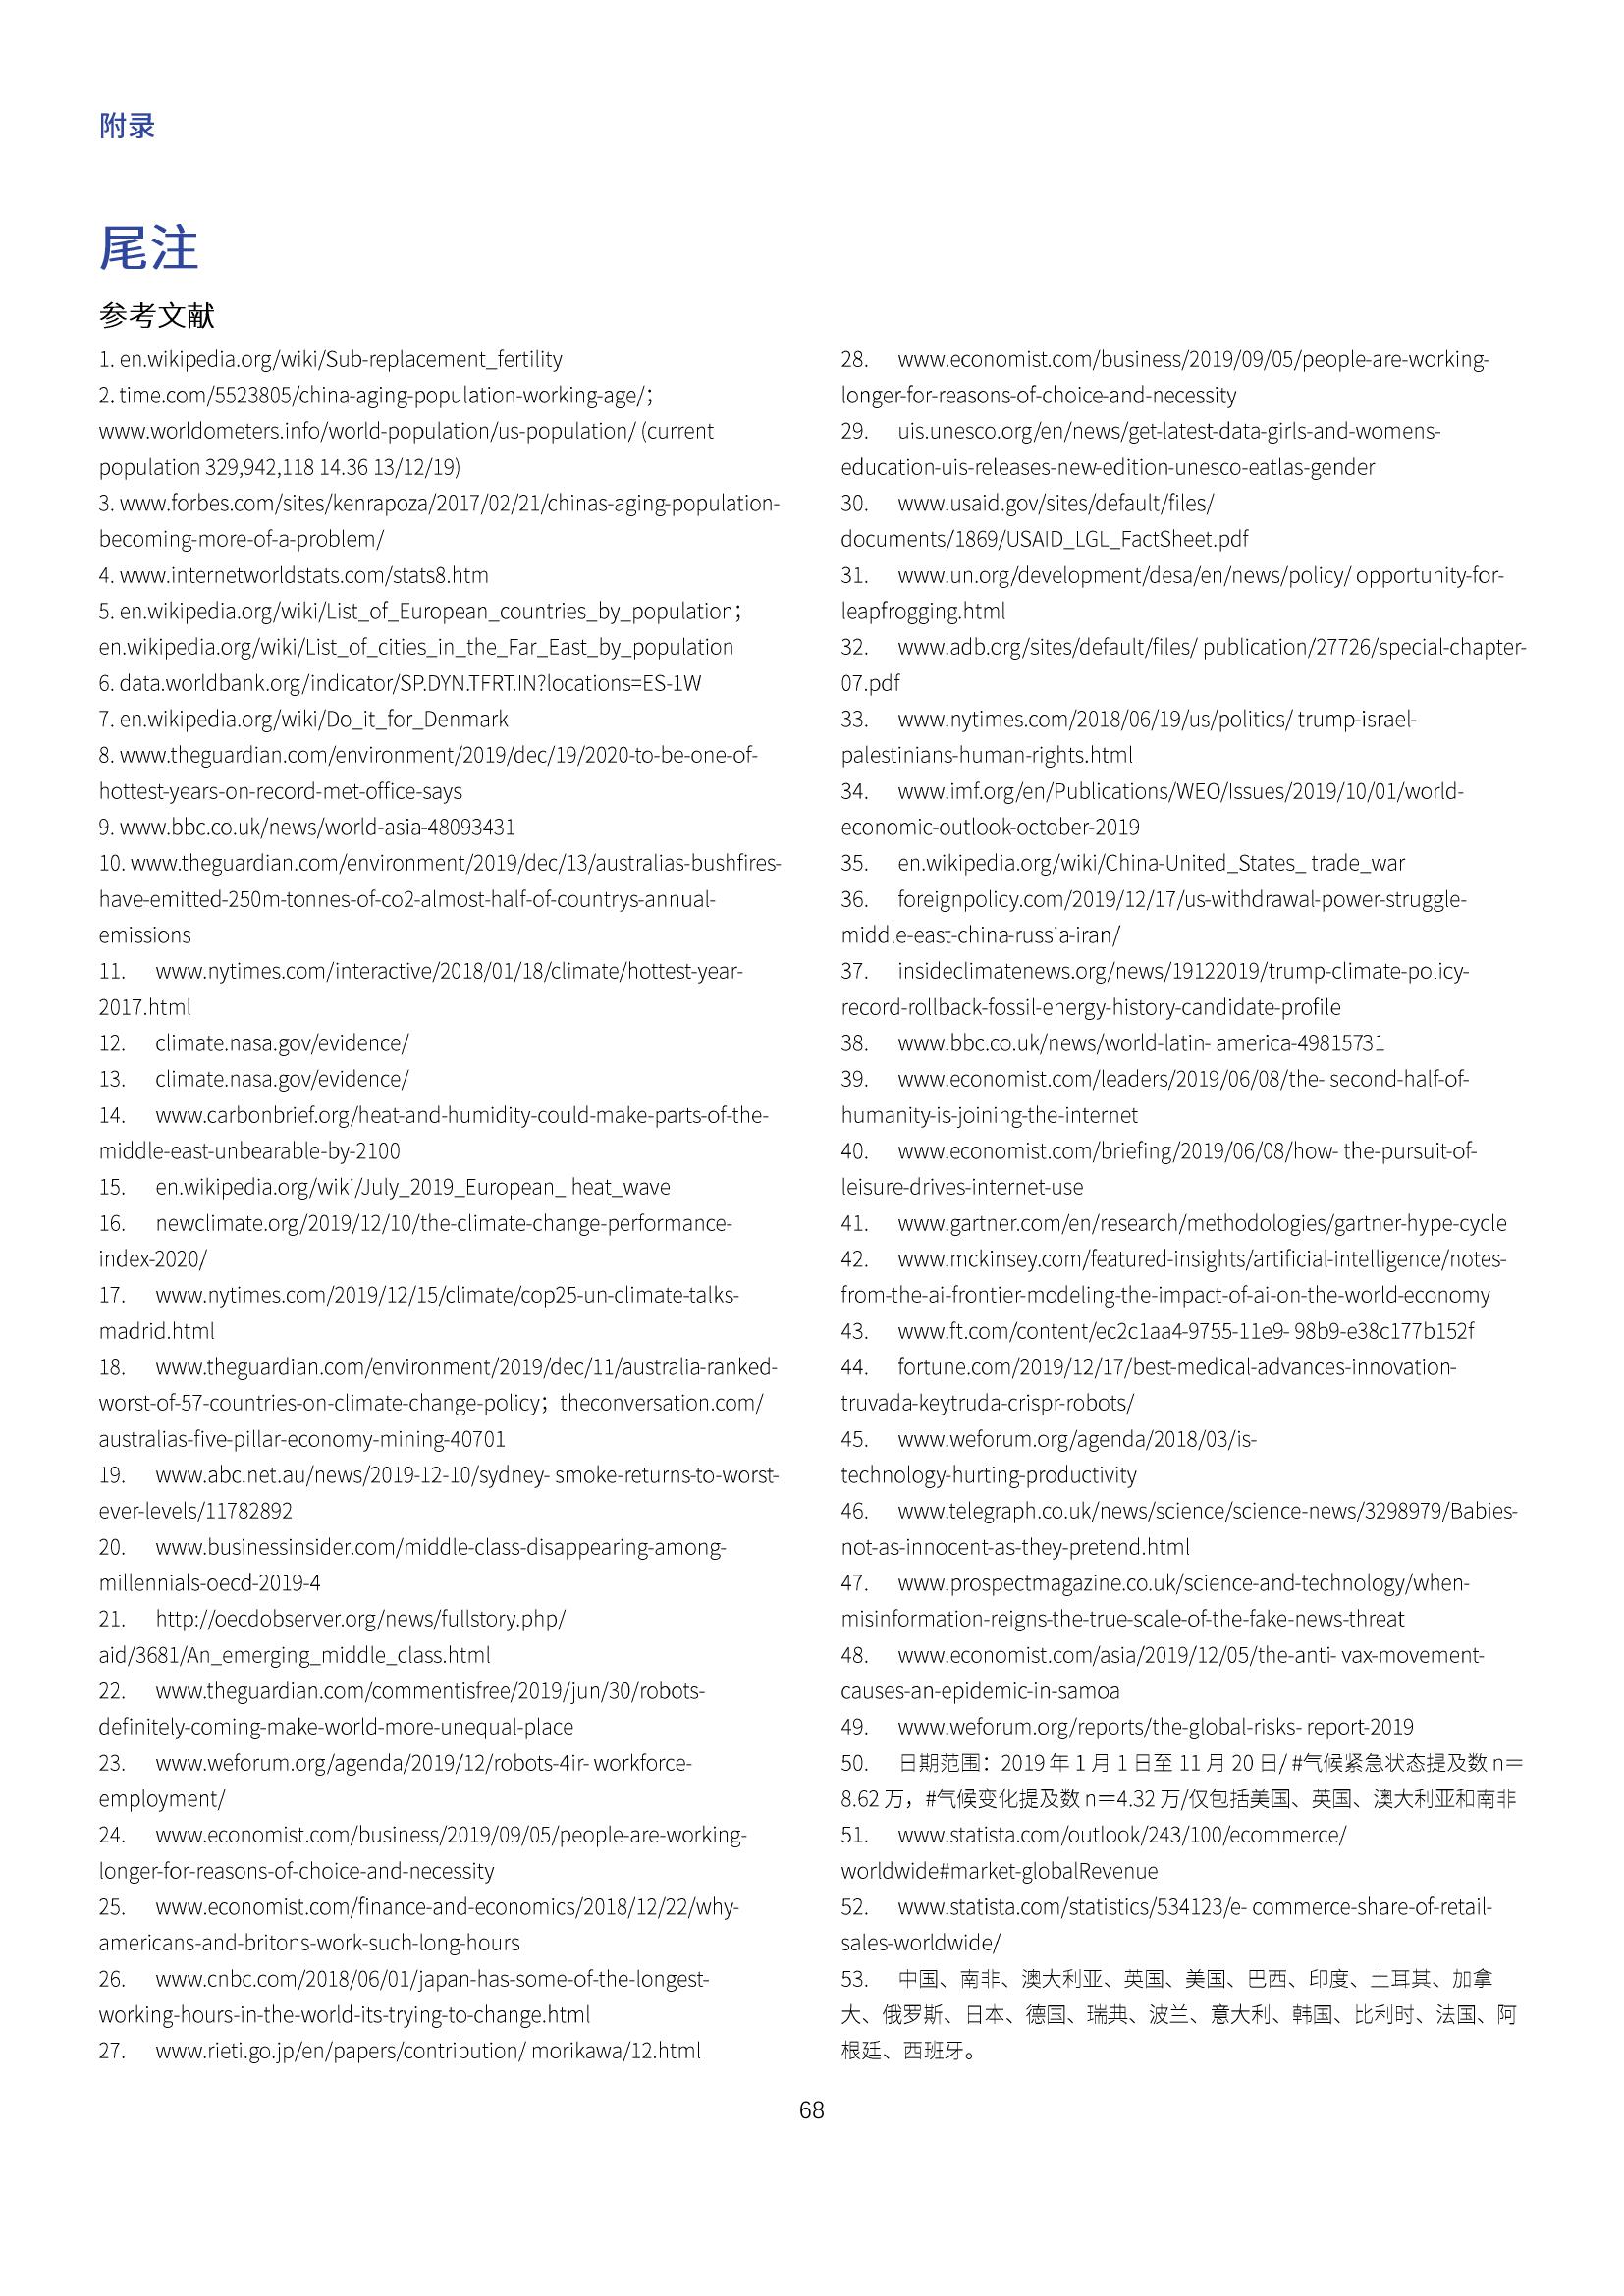 附录
尾注
参考文献
1. en.wikipedia.org/wiki/Sub-replacement_fertility
2. time.com/5523805/china-aging-population-working-age/；
www.worldometers.info/world-population/us-population/ (current
population 329,942,118 14.36 13/12/19)
3. www.forbes.com/sites/kenrapoza/2017/02/21/chinas-aging-population-
becoming-more-of-a-problem/
4. www.internetworldstats.com/stats8.htm
5. en.wikipedia.org/wiki/List_of_European_countries_by_population；
en.wikipedia.org/wiki/List_of_cities_in_the_Far_East_by_population
6. data.worldbank.org/indicator/SP.DYN.TFRT.IN?locations=ES-1W
7. en.wikipedia.org/wiki/Do_it_for_Denmark
8. www.theguardian.com/environment/2019/dec/19/2020-to-be-one-of-
hottest-years-on-record-met-office-says
9. www.bbc.co.uk/news/world-asia-48093431
10. www.theguardian.com/environment/2019/dec/13/australias-bushfires-
have-emitted-250m-tonnes-of-co2-almost-half-of-countrys-annual-
emissions
11. www.nytimes.com/interactive/2018/01/18/climate/hottest-year-
2017.html
12. climate.nasa.gov/evidence/
13. climate.nasa.gov/evidence/
14. www.carbonbrief.org/heat-and-humidity-could-make-parts-of-the-
middle-east-unbearable-by-2100
15. en.wikipedia.org/wiki/July_2019_European_ heat_wave
16. newclimate.org/2019/12/10/the-climate-change-performance-
index-2020/
17. www.nytimes.com/2019/12/15/climate/cop25-un-climate-talks-
madrid.html
18. www.theguardian.com/environment/2019/dec/11/australia-ranked-
worst-of-57-countries-on-climate-change-policy；theconversation.com/
australias-five-pillar-economy-mining-40701
19. www.abc.net.au/news/2019-12-10/sydney- smoke-returns-to-worst-
ever-levels/11782892
20. www.businessinsider.com/middle-class-disappearing-among-
millennials-oecd-2019-4
21. http://oecdobserver.org/news/fullstory.php/
aid/3681/An_emerging_middle_class.html
22. www.theguardian.com/commentisfree/2019/jun/30/robots-
definitely-coming-make-world-more-unequal-place
23. www.weforum.org/agenda/2019/12/robots-4ir- workforce-
employment/
24. www.economist.com/business/2019/09/05/people-are-working-
longer-for-reasons-of-choice-and-necessity
25. www.economist.com/finance-and-economics/2018/12/22/why-
americans-and-britons-work-such-long-hours
26. www.cnbc.com/2018/06/01/japan-has-some-of-the-longest-
working-hours-in-the-world-its-trying-to-change.html
27. www.rieti.go.jp/en/papers/contribution/ morikawa/12.html
28. www.economist.com/business/2019/09/05/people-are-working-
longer-for-reasons-of-choice-and-necessity
29. uis.unesco.org/en/news/get-latest-data-girls-and-womens-
education-uis-releases-new-edition-unesco-eatlas-gender
30. www.usaid.gov/sites/default/files/
documents/1869/USAID_LGL_FactSheet.pdf
31. www.un.org/development/desa/en/news/policy/ opportunity-for-
leapfrogging.html
32. www.adb.org/sites/default/files/ publication/27726/special-chapter-
07.pdf
33. www.nytimes.com/2018/06/19/us/politics/ trump-israel-
palestinians-human-rights.html
34. www.imf.org/en/Publications/WEO/Issues/2019/10/01/world-
economic-outlook-october-2019
35. en.wikipedia.org/wiki/China-United_States_ trade_war
36. foreignpolicy.com/2019/12/17/us-withdrawal-power-struggle-
middle-east-china-russia-iran/
37. insideclimatenews.org/news/19122019/trump-climate-policy-
record-rollback-fossil-energy-history-candidate-profile
38. www.bbc.co.uk/news/world-latin- america-49815731
39. www.economist.com/leaders/2019/06/08/the- second-half-of-
humanity-is-joining-the-internet
40. www.economist.com/briefing/2019/06/08/how- the-pursuit-of-
leisure-drives-internet-use
41. www.gartner.com/en/research/methodologies/gartner-hype-cycle
42. www.mckinsey.com/featured-insights/artificial-intelligence/notes-
from-the-ai-frontier-modeling-the-impact-of-ai-on-the-world-economy
43. www.ft.com/content/ec2c1aa4-9755-11e9- 98b9-e38c177b152f
44. fortune.com/2019/12/17/best-medical-advances-innovation-
truvada-keytruda-crispr-robots/
45. www.weforum.org/agenda/2018/03/is-
technology-hurting-productivity
46. www.telegraph.co.uk/news/science/science-news/3298979/Babies-
not-as-innocent-as-they-pretend.html
47. www.prospectmagazine.co.uk/science-and-technology/when-
misinformation-reigns-the-true-scale-of-the-fake-news-threat
48. www.economist.com/asia/2019/12/05/the-anti- vax-movement-
causes-an-epidemic-in-samoa
49. www.weforum.org/reports/the-global-risks- report-2019
50. 日期范围：2019 年 1 月 1 日至 11 月 20 日/ #气候紧急状态提及数 n＝
8.62 万，#气候变化提及数 n＝4.32 万/仅包括美国、英国、澳大利亚和南非
51. www.statista.com/outlook/243/100/ecommerce/
worldwide#market-globalRevenue
52. www.statista.com/statistics/534123/e- commerce-share-of-retail-
sales-worldwide/
53. 中国、南非、澳大利亚、英国、美国、巴西、印度、土耳其、加拿
大、俄罗斯、日本、德国、瑞典、波兰、意大利、韩国、比利时、法国、阿
根廷、西班牙。
68